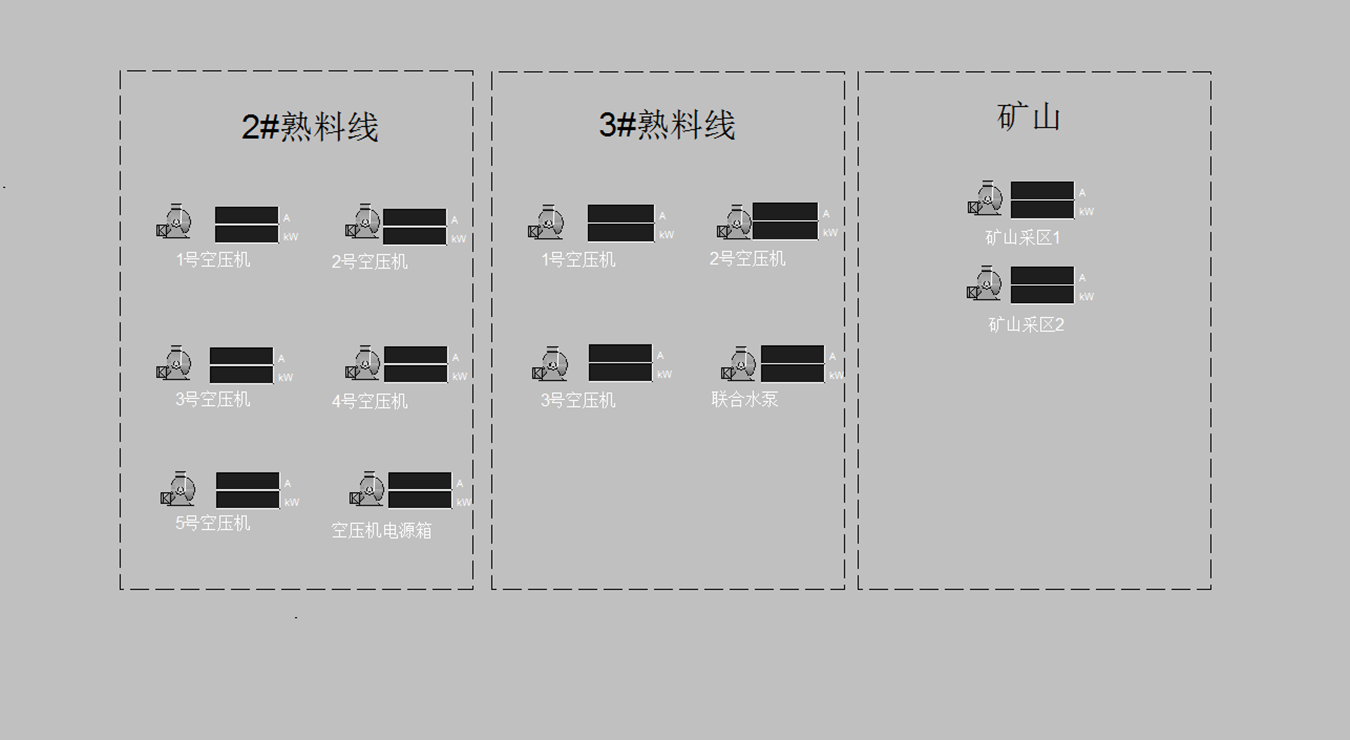 2#熟料线
A
kW
1号空压机
A
kW
2号空压机
A
kW
3号空压机
A
kW
4号空压机
A
kW
5号空压机
A
kW
空压机电源箱
3#熟料线
A
kW
1号空压机
A
kW
2号空压机
A
kW
3号空压机
A
kW
联合水泵
矿山
A
kW
矿山采区1
A
kW
矿山采区2